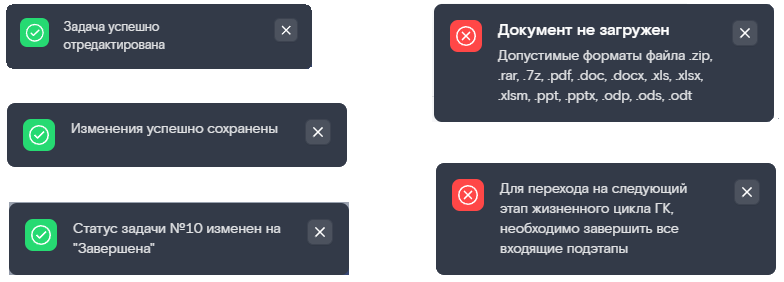 Задача успешно
отредактирована
Изменения успешно сохранены
Статус задачи №10 изменен на
"Завершена"
Документ не загружен
Допустимые форматы файла .zip,
.rar, .7z, .pdf, .doc, .docx, .xls, .xlsx,
.xlsm, .ppt, .pptx, .odp, .ods, .odt
Для перехода на следующий
этап жизненного цикла ГК,
необходимо завершить все
входящие подэтапы